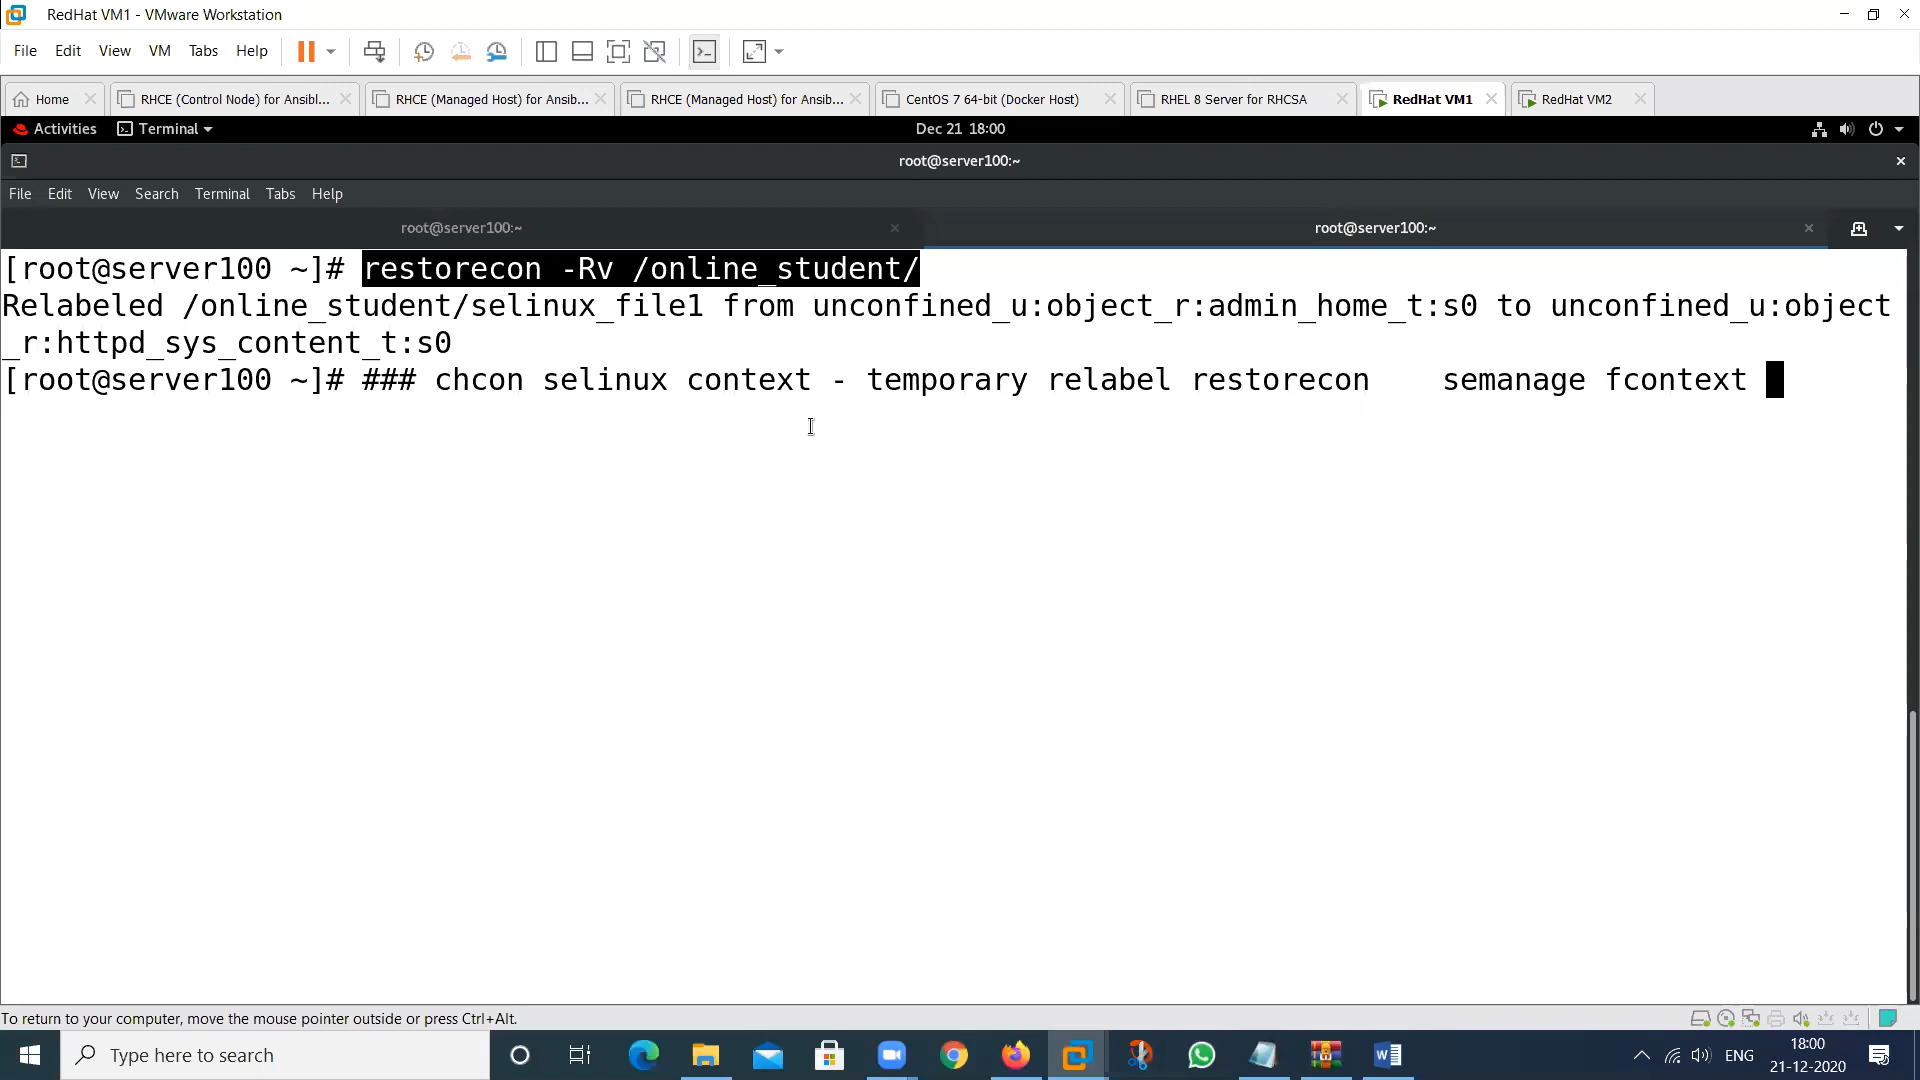 RedHat VM1 - VMware Workstation
File Edit View VM Tabs Help
Home RHCE (Control Node) for Ansibl... RHCE (Managed Host) for Ansib... RHCE (Managed Host) for Ansib... CentOS 7 64-bit (Docker Host) RHEL 8 Server for RHCSA RedHat VM1 RedHat VM2
Activities Terminal Dec 21 18:00
root@server100:~
File Edit View Search Terminal Tabs Help
root@server100:~ root@server100:~
[root@server100 ~]# restorecon -Rv /online_student/
Relabeled /online_student/selinux_file1 from unconfined_u:object_r:admin_home_t:s0 to unconfined_u:object
_r:httpd_sys_content_t:s0
[root@server100 ~]# ### chcon selinux context - temporary relabel restorecon    semanage fcontext
To return to your computer, move the mouse pointer outside or press Ctrl+Alt.
Type here to search ENG 18:00
21-12-2020